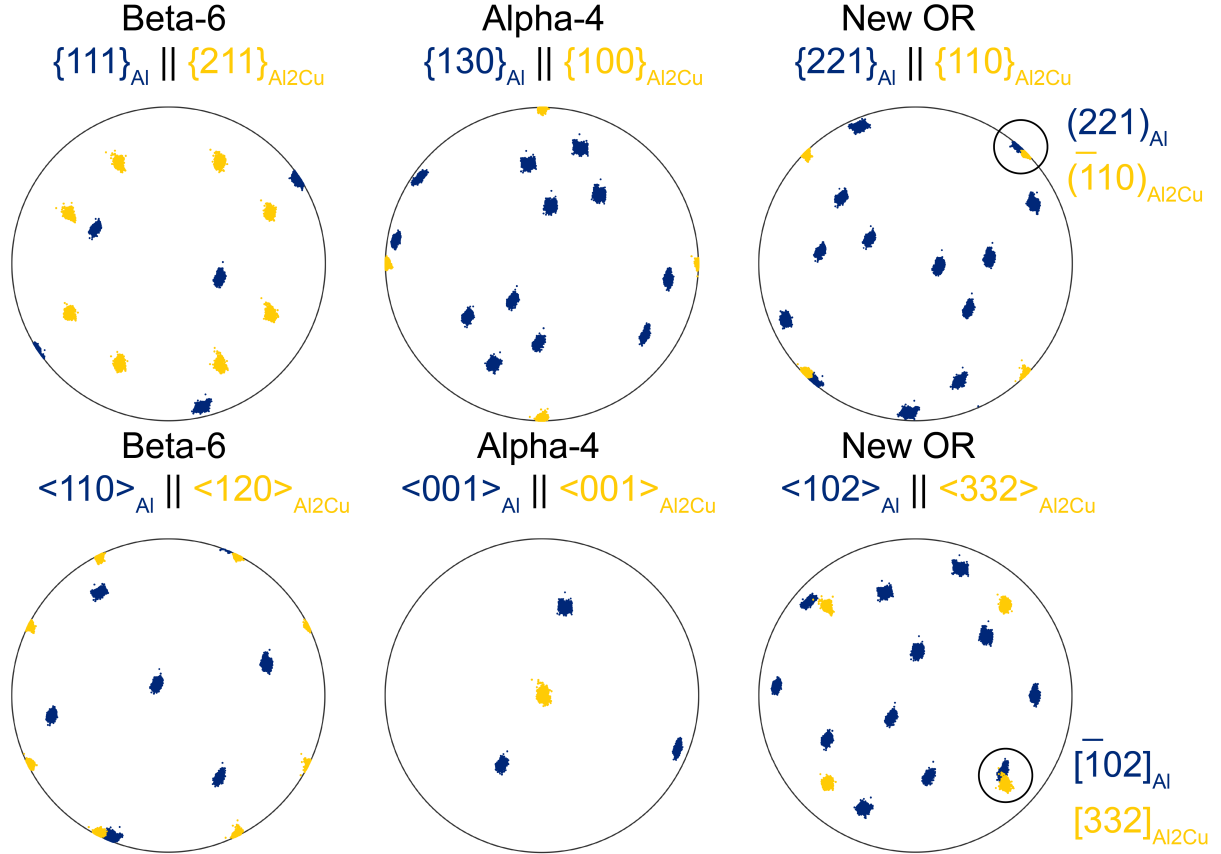 Beta-6
{111}Al || {211}Al2Cu
Alpha-4
{130}Al || {100}Al2Cu
New OR
{221}Al || {110}Al2Cu
(221)Al
(1̅10)Al2Cu
Beta-6
<110>Al || <120>Al2Cu
Alpha-4
<001>Al || <001>Al2Cu
New OR
<102>Al || <332>Al2Cu
[1̅02]Al
[332]Al2Cu